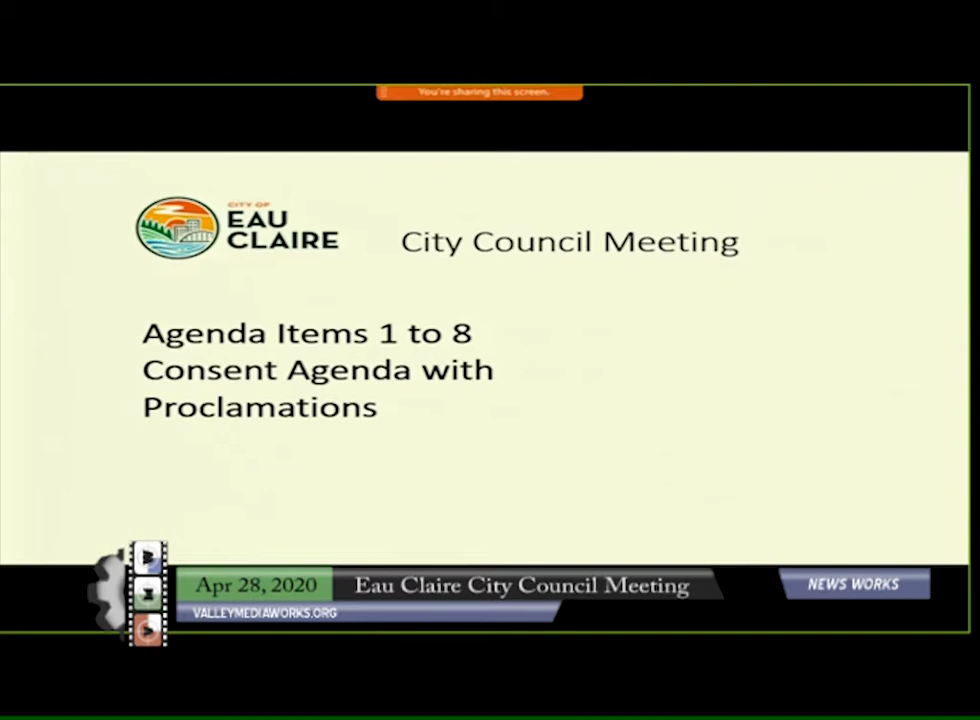 You're sharing this screen.
CITY OF
EAU
CLAIRE
City Council Meeting
Agenda Items 1 to 8
Consent Agenda with
Proclamations
Apr 28, 2020
Eau Claire City Council Meeting
NEWS WORKS
VALLEYMEDIAWORKS.ORG